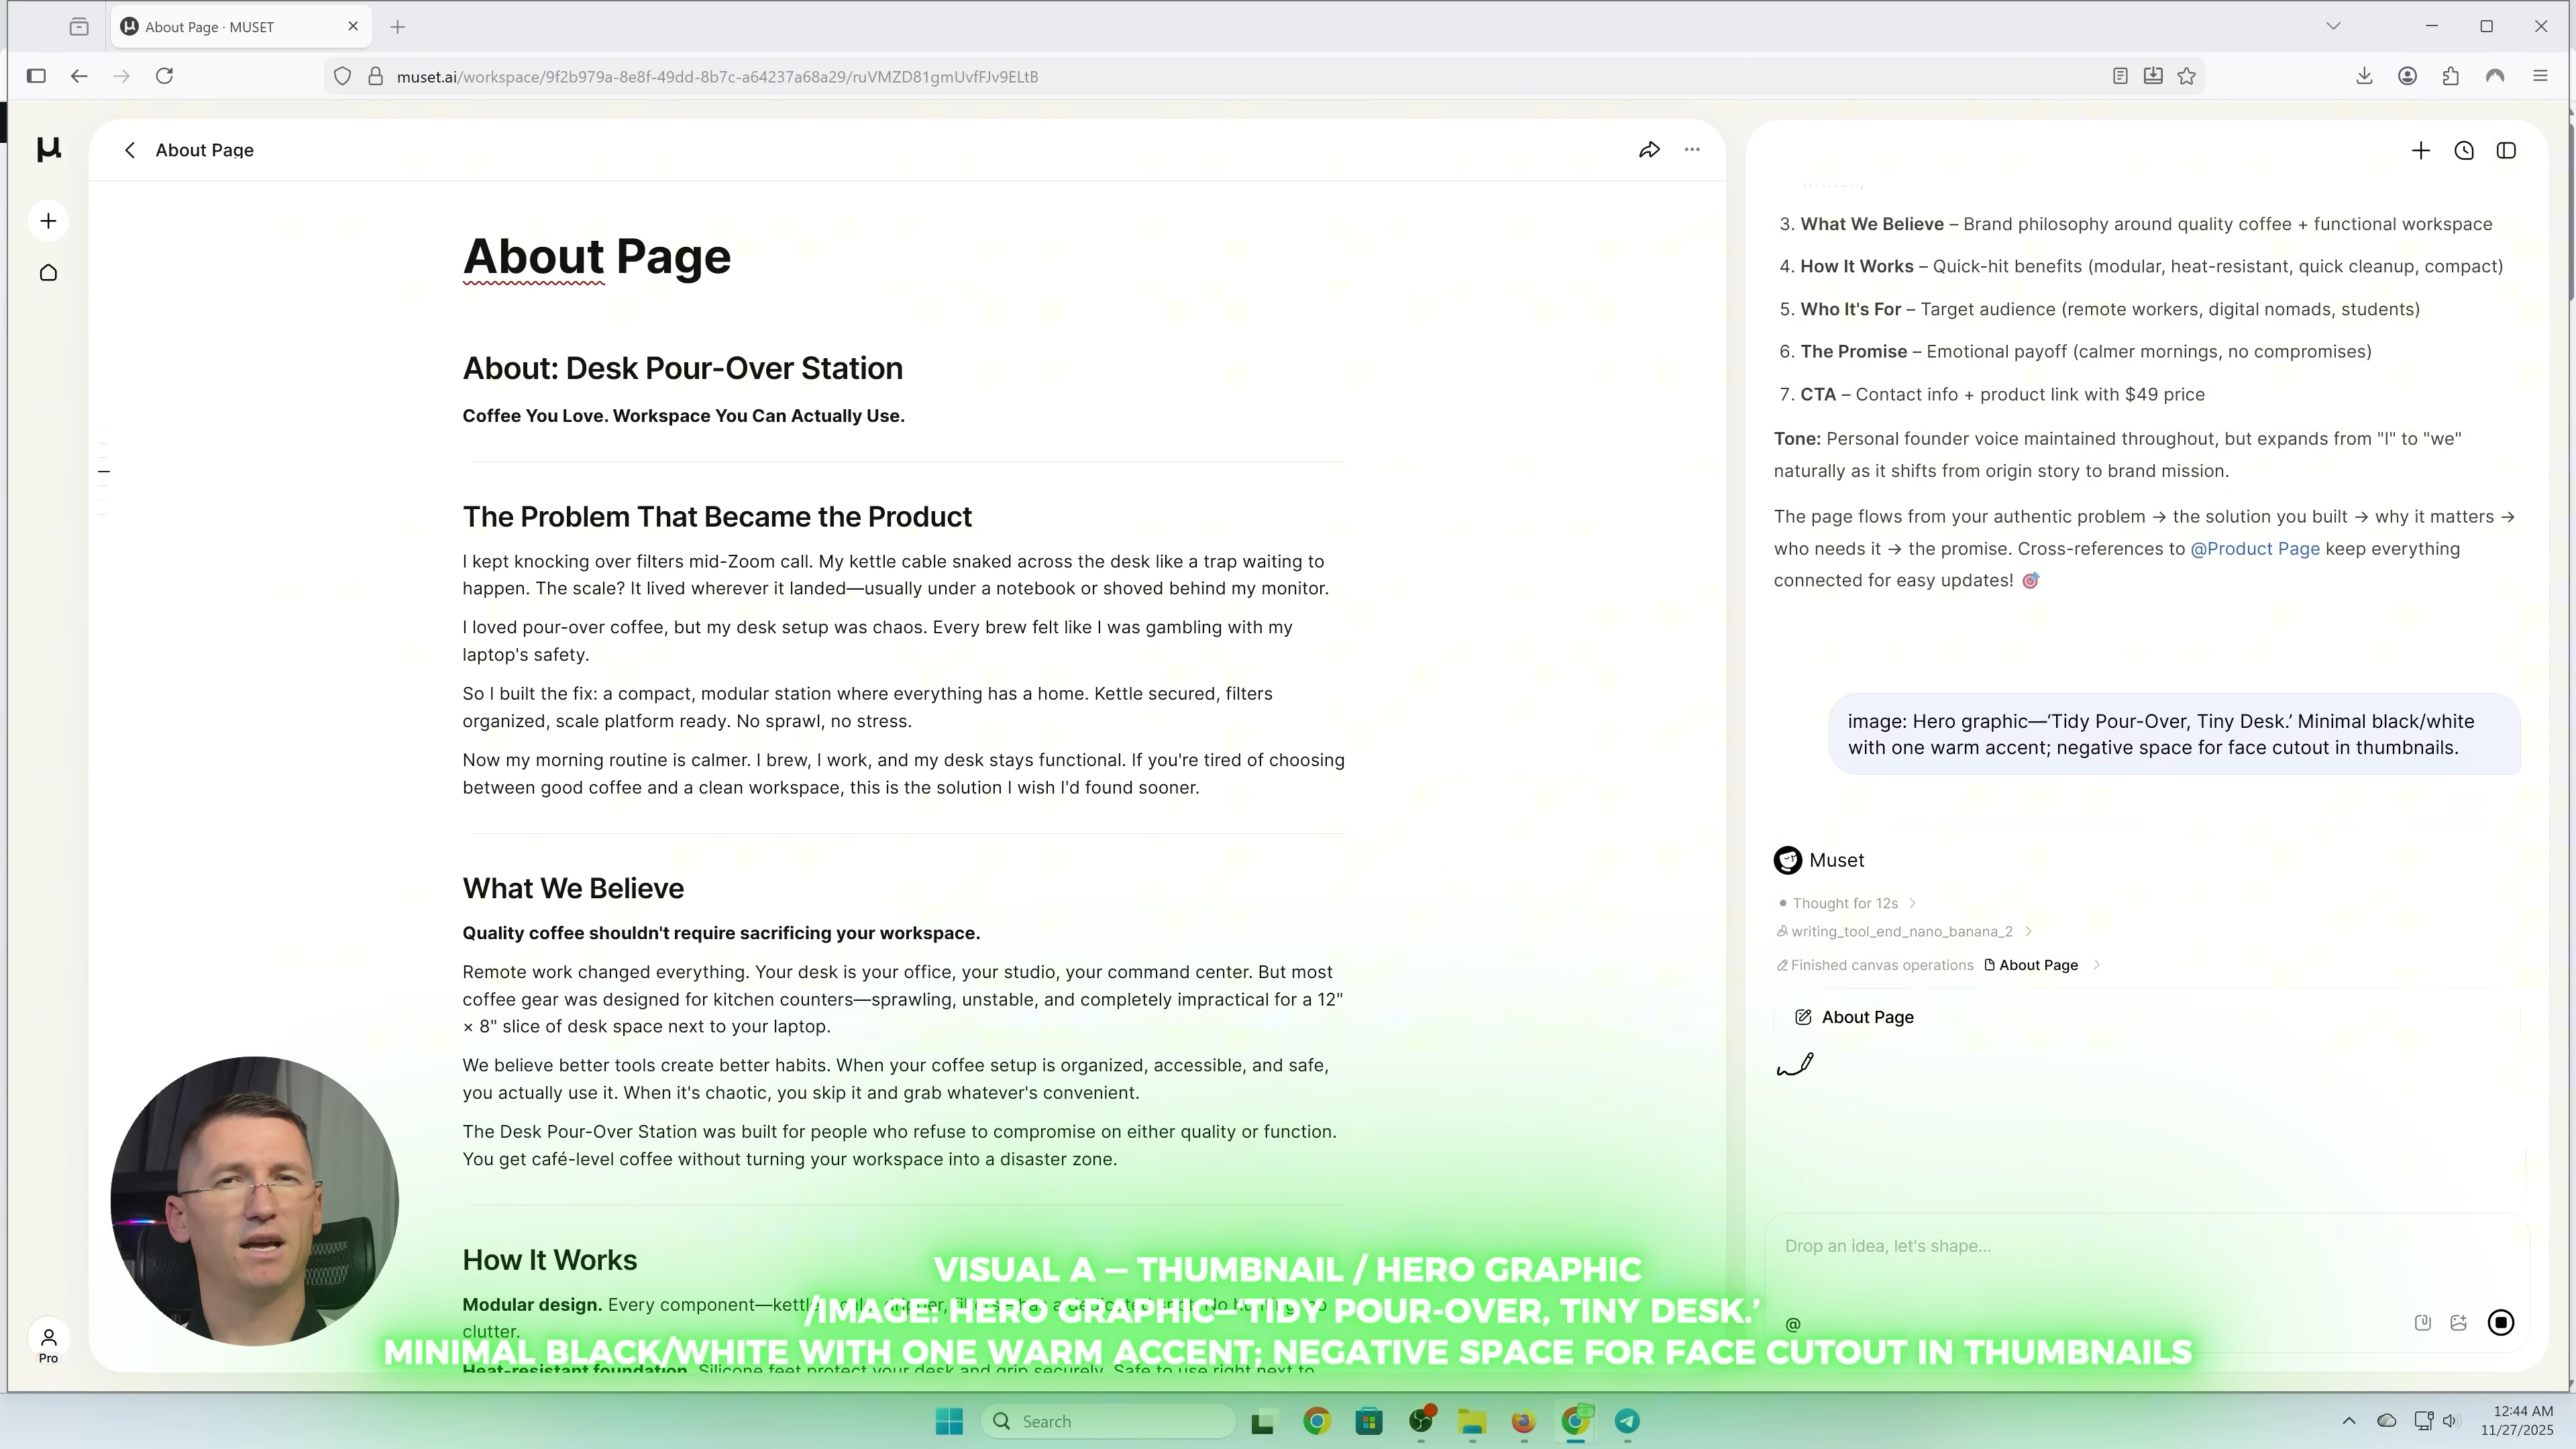 About Page · MUSET
muset.ai/workspace/9f2b979a-8e8f-49dd-8b7c-a64237a68a29/ruVMZD81gmUvfFJv9ELtB
µ
About Page
About Page
About: Desk Pour-Over Station
Coffee You Love. Workspace You Can Actually Use.
The Problem That Became the Product
I kept knocking over filters mid-Zoom call. My kettle cable snaked across the desk like a trap waiting to
happen. The scale? It lived wherever it landed—usually under a notebook or shoved behind my monitor.
I loved pour-over coffee, but my desk setup was chaos. Every brew felt like I was gambling with my
laptop's safety.
So I built the fix: a compact, modular station where everything has a home. Kettle secured, filters
organized, scale platform ready. No sprawl, no stress.
Now my morning routine is calmer. I brew, I work, and my desk stays functional. If you're tired of choosing
between good coffee and a clean workspace, this is the solution I wish I'd found sooner.
What We Believe
Quality coffee shouldn't require sacrificing your workspace.
Remote work changed everything. Your desk is your office, your studio, your command center. But most
coffee gear was designed for kitchen counters—sprawling, unstable, and completely impractical for a 12"
× 8" slice of desk space next to your laptop.
We believe better tools create better habits. When your coffee setup is organized, accessible, and safe,
you actually use it. When it's chaotic, you skip it and grab whatever's convenient.
The Desk Pour-Over Station was built for people who refuse to compromise on either quality or function.
You get café-level coffee without turning your workspace into a disaster zone.
How It Works
Modular design. Every component—kettle
clutter.
Heat-resistant foundation. Silicone feet protect your desk and grip securely. Safe to use right next to
Pro
3. What We Believe – Brand philosophy around quality coffee + functional workspace
4. How It Works – Quick-hit benefits (modular, heat-resistant, quick cleanup, compact)
5. Who It's For – Target audience (remote workers, digital nomads, students)
6. The Promise – Emotional payoff (calmer mornings, no compromises)
7. CTA – Contact info + product link with $49 price
Tone: Personal founder voice maintained throughout, but expands from "I" to "we"
naturally as it shifts from origin story to brand mission.
The page flows from your authentic problem → the solution you built → why it matters →
who needs it → the promise. Cross-references to @Product Page keep everything
connected for easy updates! 🎯
image: Hero graphic—‘Tidy Pour-Over, Tiny Desk.’ Minimal black/white
with one warm accent; negative space for face cutout in thumbnails.
Muset
Thought for 12s
writing_tool_end_nano_banana_2
Finished canvas operations About Page
About Page
Drop an idea, let's shape...
@
VISUAL A – THUMBNAIL / HERO GRAPHIC
/IMAGE: HERO GRAPHIC—‘TIDY POUR-OVER, TINY DESK.’
MINIMAL BLACK/WHITE WITH ONE WARM ACCENT; NEGATIVE SPACE FOR FACE CUTOUT IN THUMBNAILS
Search
12:44 AM
11/27/2025